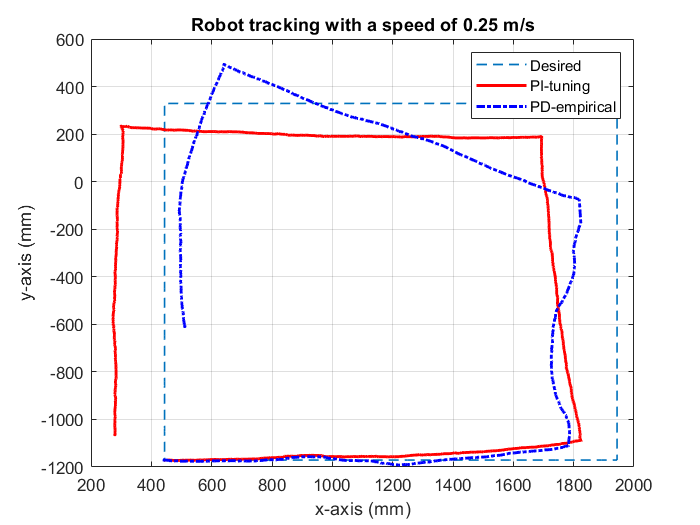 Robot tracking with a speed of 0.25 m/s
Desired
PI-tuning
PD-empirical
600
400
200
0
-200
-400
-600
-800
-1000
-1200
y-axis (mm)
200 400 600 800 1000 1200 1400 1600 1800 2000
x-axis (mm)